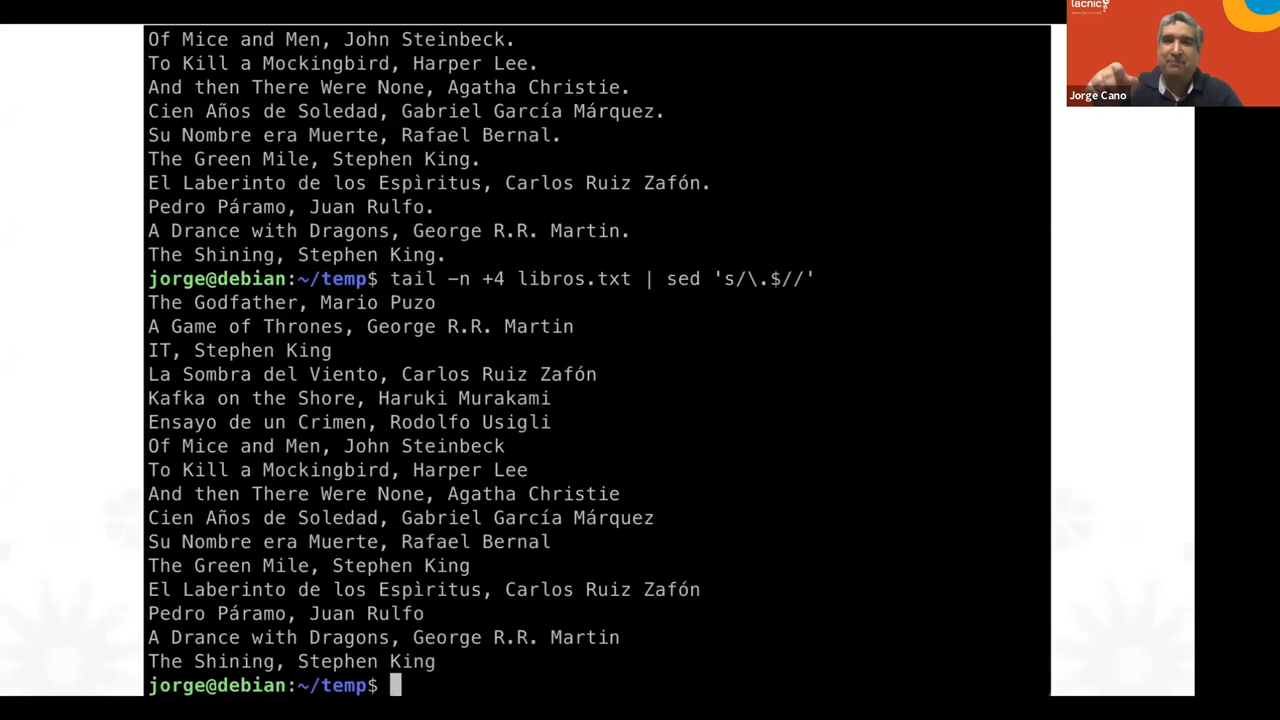 lacnic
Jorge Cano
Of Mice and Men, John Steinbeck.
To Kill a Mockingbird, Harper Lee.
And then There Were None, Agatha Christie.
Cien Años de Soledad, Gabriel García Márquez.
Su Nombre era Muerte, Rafael Bernal.
The Green Mile, Stephen King.
El Laberinto de los Espìritus, Carlos Ruiz Zafón.
Pedro Páramo, Juan Rulfo.
A Drance with Dragons, George R.R. Martin.
The Shining, Stephen King.
jorge@debian:~/temp$ tail -n +4 libros.txt | sed 's/\.$//'
The Godfather, Mario Puzo
A Game of Thrones, George R.R. Martin
IT, Stephen King
La Sombra del Viento, Carlos Ruiz Zafón
Kafka on the Shore, Haruki Murakami
Ensayo de un Crimen, Rodolfo Usigli
Of Mice and Men, John Steinbeck
To Kill a Mockingbird, Harper Lee
And then There Were None, Agatha Christie
Cien Años de Soledad, Gabriel García Márquez
Su Nombre era Muerte, Rafael Bernal
The Green Mile, Stephen King
El Laberinto de los Espìritus, Carlos Ruiz Zafón
Pedro Páramo, Juan Rulfo
A Drance with Dragons, George R.R. Martin
The Shining, Stephen King
jorge@debian:~/temp$